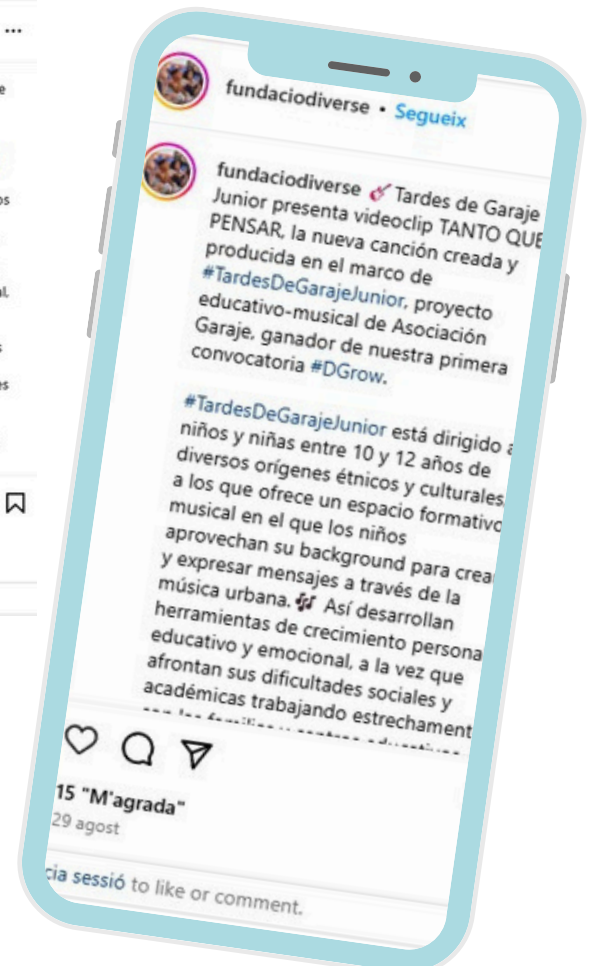 ...
e
os
al,
s
es
fundaciodiverse • Segueix
fundaciodiverse 🎸 Tardes de Garaje
Junior presenta videoclip TANTO QUE
PENSAR, la nueva canción creada y
producida en el marco de
#TardesDeGarajeJunior, proyecto
educativo-musical de Asociación
Garaje, ganador de nuestra primera
convocatoria #DGrow.
#TardesDeGarajeJunior está dirigido a
niños y niñas entre 10 y 12 años de
diversos orígenes étnicos y culturales
a los que ofrece un espacio formativo
musical en el que los niños
aprovechan su background para crea
y expresar mensajes a través de la
música urbana. 🎶 Así desarrollan
herramientas de crecimiento persona
educativo y emocional, a la vez que
afrontan sus dificultades sociales y
académicas trabajando estrechament
15 "M'agrada"
29 agost
cia sessió to like or comment.